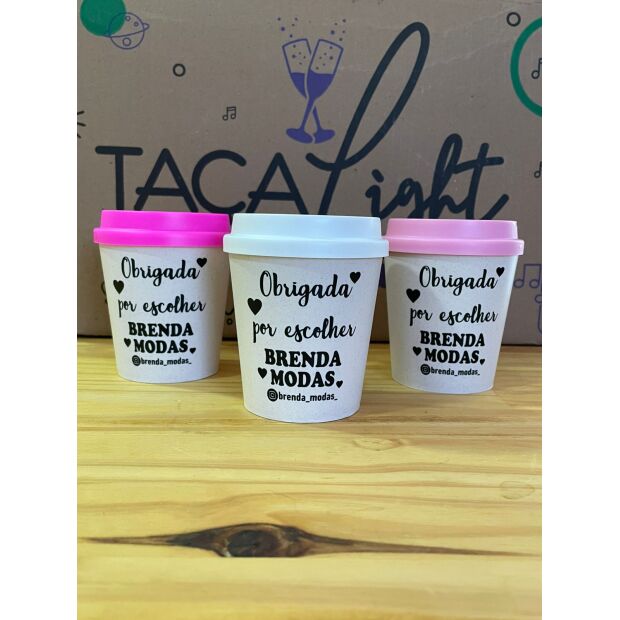 TACA Light
Obrigada
por escolher
BRENDA
MODAS
@brenda_modas_
Obrigada
por escolher
BRENDA
MODAS
@brenda_modas_
Obrigada
por escolher
BRENDA
MODAS
@brenda_modas_